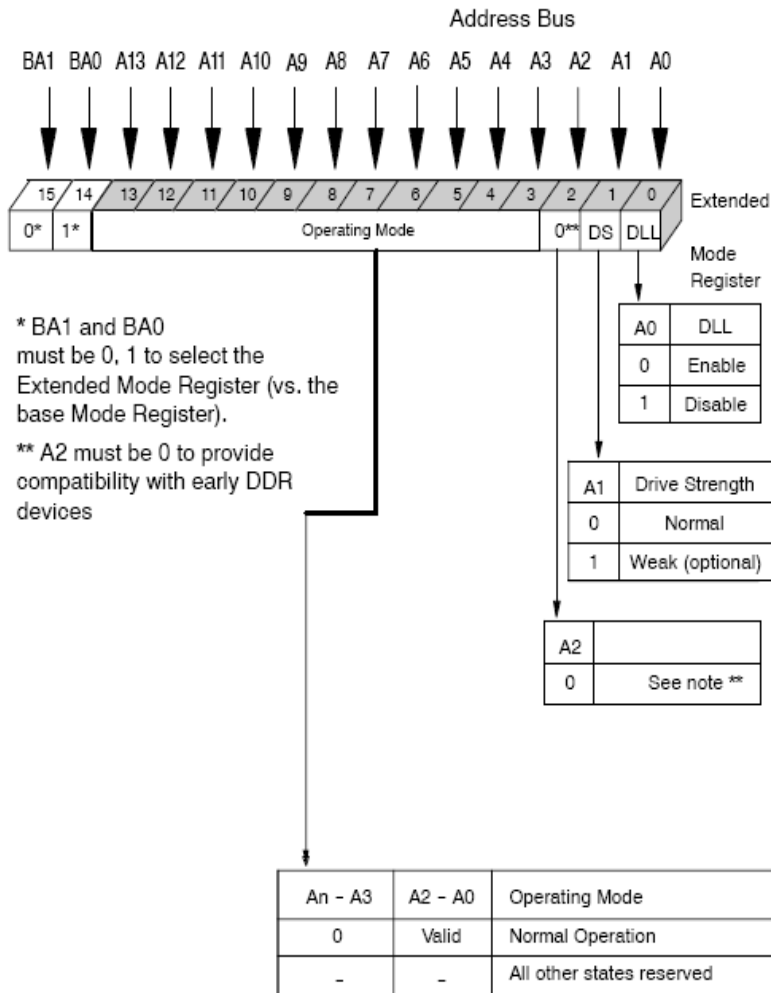 Address Bus
BA1 BA0 A13 A12 A11 A10 A9 A8 A7 A6 A5 A4 A3 A2 A1 A0
15 14 13 12 11 10 9 8 7 6 5 4 3 2 1 0
Extended
0* 1* Operating Mode 0** DS DLL
Mode
Register
A0 DLL
0 Enable
1 Disable
* BA1 and BA0
must be 0, 1 to select the
Extended Mode Register (vs. the
base Mode Register).
** A2 must be 0 to provide
compatibility with early DDR
devices
A1 Drive Strength
0 Normal
1 Weak (optional)
A2
0 See note **
An - A3 A2 - A0 Operating Mode
0 Valid Normal Operation
- - All other states reserved